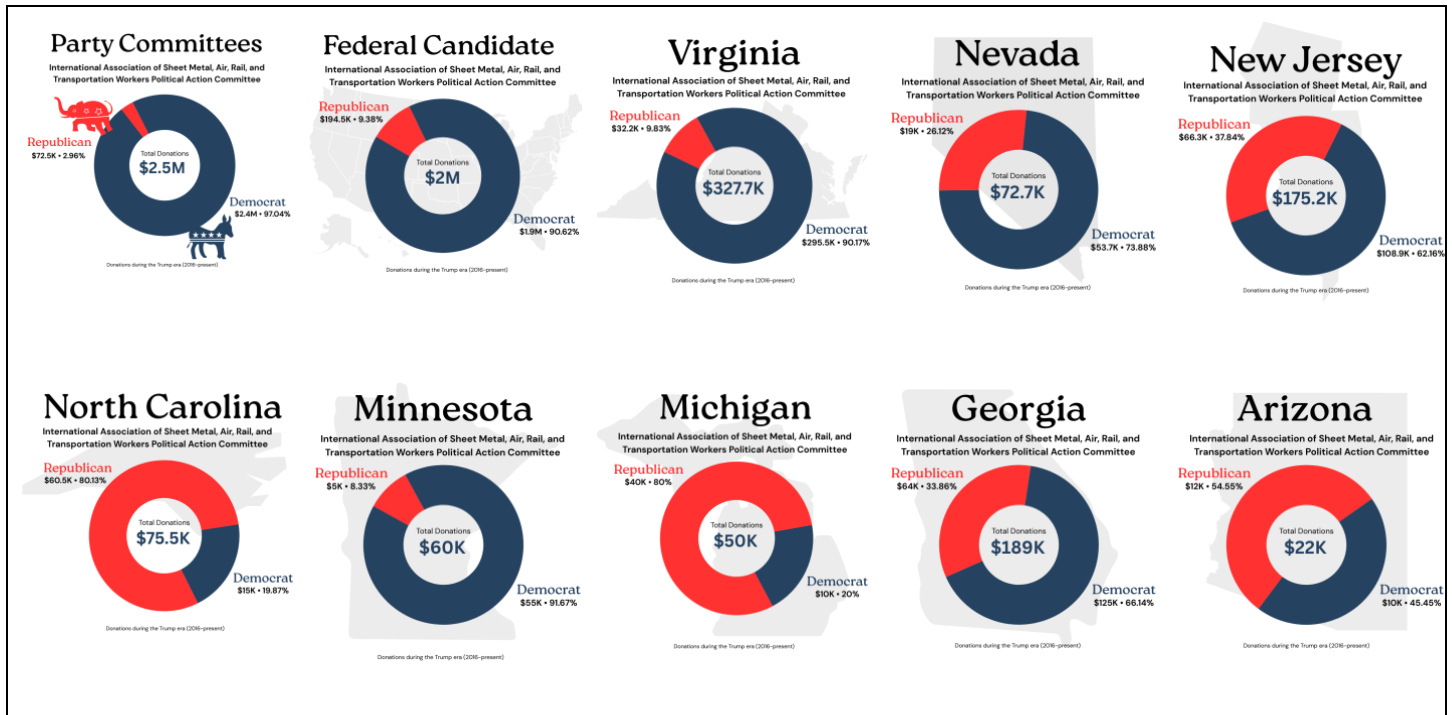 Party Committees
International Association of Sheet Metal, Air, Rail, and
Transportation Workers Political Action Committee
Republican
$72.5K • 2.96%
Total Donations
$2.5M
Democrat
$2.4M • 97.04%
Donations during the Trump era (2016-present)
Federal Candidate
International Association of Sheet Metal, Air, Rail, and
Transportation Workers Political Action Committee
Republican
$194.5K • 9.38%
Total Donations
$2M
Democrat
$1.9M • 90.62%
Donations during the Trump era (2016-present)
Virginia
International Association of Sheet Metal, Air, Rail, and
Transportation Workers Political Action Committee
Republican
$32.2K • 9.83%
Total Donations
$327.7K
Democrat
$295.5K • 90.17%
Donations during the Trump era (2016-present)
Nevada
International Association of Sheet Metal, Air, Rail, and
Transportation Workers Political Action Committee
Republican
$19K • 26.12%
Total Donations
$72.7K
Democrat
$53.7K • 73.88%
Donations during the Trump era (2016-present)
New Jersey
International Association of Sheet Metal, Air, Rail, and
Transportation Workers Political Action Committee
Republican
$66.3K • 37.84%
Total Donations
$175.2K
Democrat
$108.9K • 62.16%
Donations during the Trump era (2016-present)
North Carolina
International Association of Sheet Metal, Air, Rail, and
Transportation Workers Political Action Committee
Republican
$60.5K • 80.13%
Total Donations
$75.5K
Democrat
$15K • 19.87%
Donations during the Trump era (2016-present)
Minnesota
International Association of Sheet Metal, Air, Rail, and
Transportation Workers Political Action Committee
Republican
$5K • 8.33%
Total Donations
$60K
Democrat
$55K • 91.67%
Donations during the Trump era (2016-present)
Michigan
International Association of Sheet Metal, Air, Rail, and
Transportation Workers Political Action Committee
Republican
$40K • 80%
Total Donations
$50K
Democrat
$10K • 20%
Donations during the Trump era (2016-present)
Georgia
International Association of Sheet Metal, Air, Rail, and
Transportation Workers Political Action Committee
Republican
$64K • 33.86%
Total Donations
$189K
Democrat
$125K • 66.14%
Donations during the Trump era (2016-present)
Arizona
International Association of Sheet Metal, Air, Rail, and
Transportation Workers Political Action Committee
Republican
$12K • 54.55%
Total Donations
$22K
Democrat
$10K • 45.45%
Donations during the Trump era (2016-present)